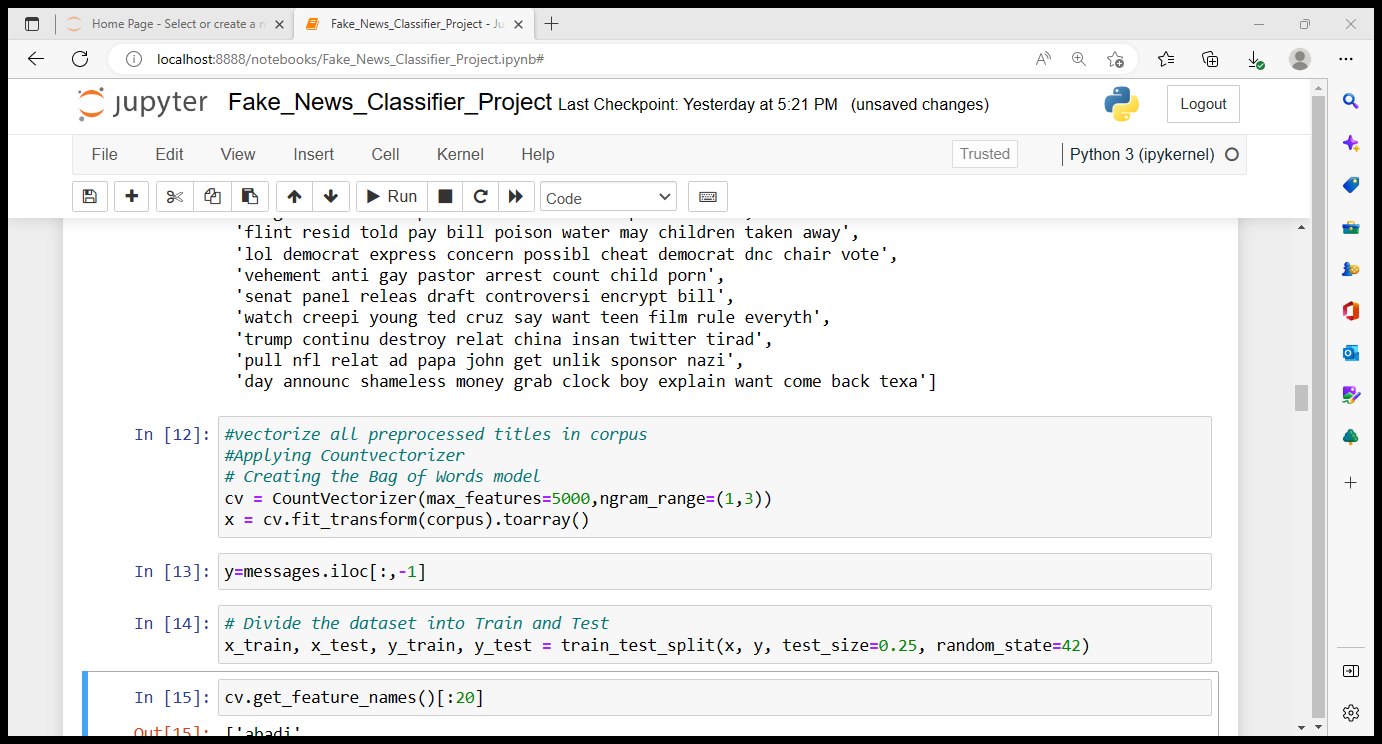 Home Page - Select or create a n
Fake_News_Classifier_Project - Ju
localhost:8888/notebooks/Fake_News_Classifier_Project.ipynb#
jupyter Fake_News_Classifier_Project Last Checkpoint: Yesterday at 5:21 PM (unsaved changes)
Logout
File Edit View Insert Cell Kernel Help
Trusted
Python 3 (ipykernel)
Run
Code
'flint resid told pay bill poison water may children taken away',
'lol democrat express concern possibl cheat democrat dnc chair vote',
'vehement anti gay pastor arrest count child porn',
'senat panel releas draft controversi encrypt bill',
'watch creepi young ted cruz say want teen film rule everyth',
'trump continu destroy relat china insan twitter tirad',
'pull nfl relat ad papa john get unlik sponsor nazi',
'day announc shameless money grab clock boy explain want come back texa']
In [12]: #vectorize all preprocessed titles in corpus
#Applying Countvectorizer
# Creating the Bag of Words model
cv = CountVectorizer(max_features=5000,ngram_range=(1,3))
x = cv.fit_transform(corpus).toarray()
In [13]: y=messages.iloc[:,-1]
In [14]: # Divide the dataset into Train and Test
x_train, x_test, y_train, y_test = train_test_split(x, y, test_size=0.25, random_state=42)
In [15]: cv.get_feature_names()[:20]
Out[15]: ['abadi',